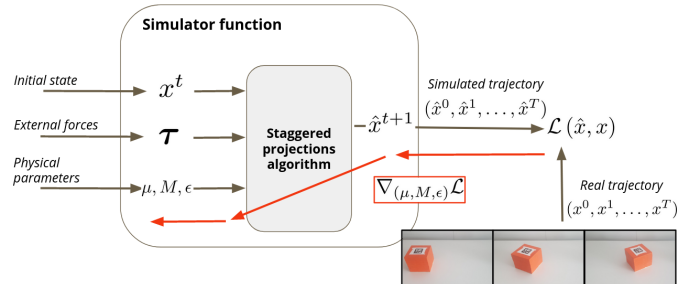 Simulator function
Initial state
x^t
External forces
τ
Physical
parameters
μ, M, ϵ
Staggered
projections
algorithm
x̂^{t+1}
Simulated trajectory
(x̂^0, x̂^1, . . . , x̂^T)
ℒ (x̂, x)
∇_{(μ,M,ϵ)}ℒ
Real trajectory
(x^0, x^1, . . . , x^T)